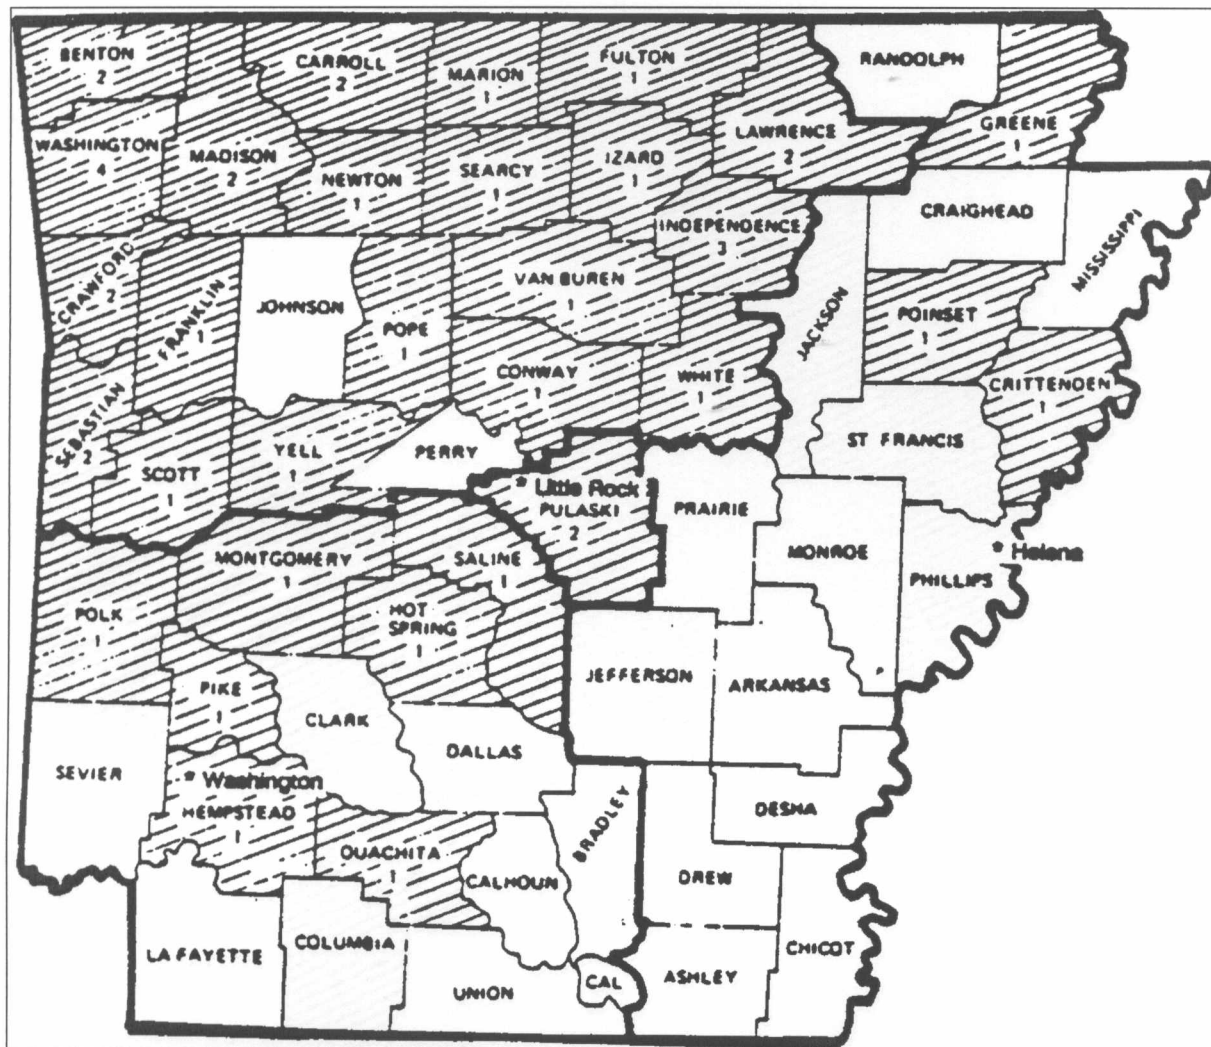 BENTON
2
CARROLL
2
MARION
1
FULTON
1
RANDOLPH
WASHINGTON
4
MADISON
2
NEWTON
1
SEARCY
1
IZARD
1
LAWRENCE
2
GREENE
1
CRAIGHEAD
MISSISSIPPI
INDEPENDENCE
3
CRAWFORD
2
FRANKLIN
JOHNSON
POPE
1
VAN BUREN
1
JACKSON
POINSET
1
CONWAY
1
WHITE
1
CRITTENDEN
1
SEBASTIAN
2
SCOTT
1
YELL
1
PERRY
ST FRANCIS
* Little Rock
PULASKI
2
PRAIRIE
MONROE
PHILLIPS
* Helena
MONTGOMERY
1
SALINE
1
POLK
1
HOT
SPRING
1
PIKE
1
CLARK
JEFFERSON
ARKANSAS
SEVIER
DALLAS
* Washington
HEMPSTEAD
1
BRADLEY
DESHA
OUACHITA
1
CALHOUN
DREW
LA FAYETTE
COLUMBIA
UNION
CAL
ASHLEY
CHICOT